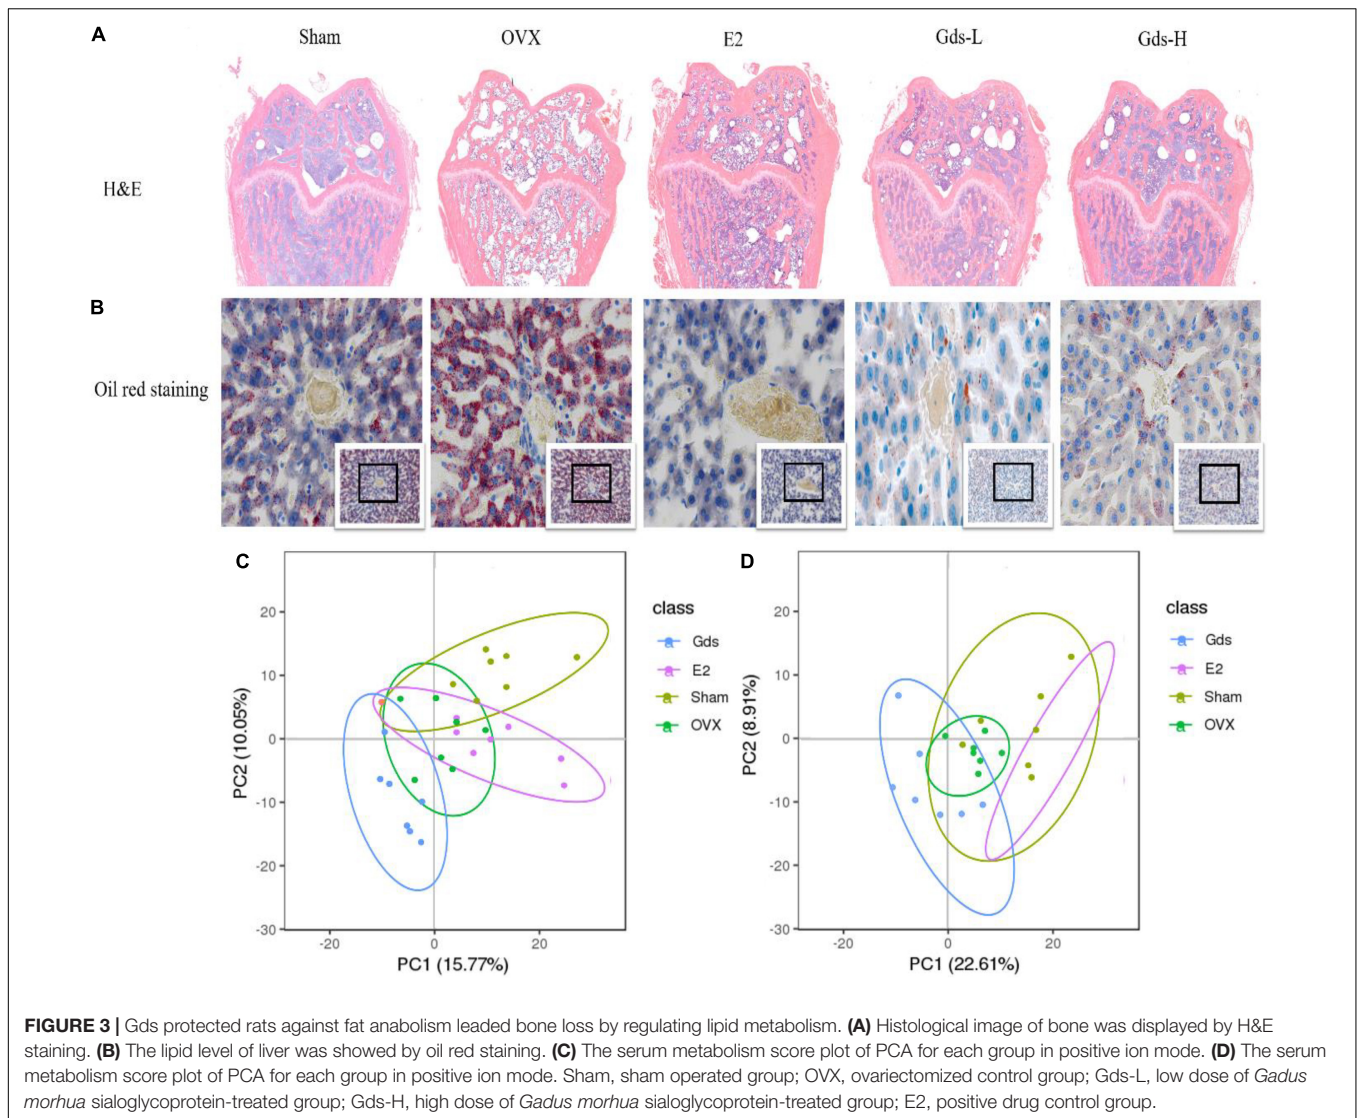 A
Sham OVX E2 Gds-L Gds-H
H&E
B
Oil red staining
C
D
20
10
0
-10
-20
-30
-20 0 20
PC1 (15.77%)
PC2 (10.05%)
class
a Gds
a E2
a Sham
a OVX
20
10
0
-10
-20
-30
-20 0 20
PC1 (22.61%)
PC2 (8.91%)
class
a Gds
a E2
a Sham
a OVX
FIGURE 3 | Gds protected rats against fat anabolism leaded bone loss by regulating lipid metabolism. (A) Histological image of bone was displayed by H&E
staining. (B) The lipid level of liver was showed by oil red staining. (C) The serum metabolism score plot of PCA for each group in positive ion mode. (D) The serum
metabolism score plot of PCA for each group in positive ion mode. Sham, sham operated group; OVX, ovariectomized control group; Gds-L, low dose of Gadus
morhua sialoglycoprotein-treated group; Gds-H, high dose of Gadus morhua sialoglycoprotein-treated group; E2, positive drug control group.